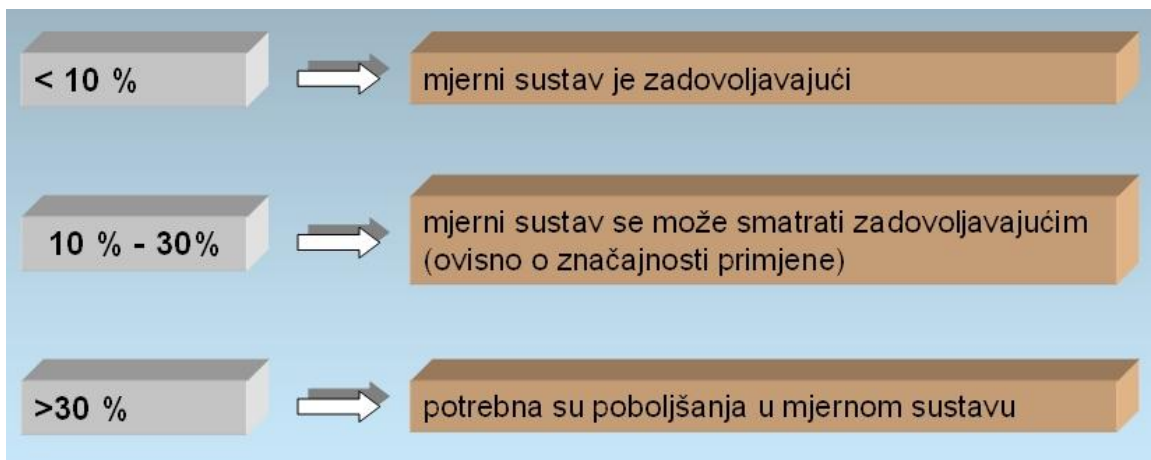 < 10 %
mjerni sustav je zadovoljavajući
10 % - 30%
mjerni sustav se može smatrati zadovoljavajućim
(ovisno o značajnosti primjene)
>30 %
potrebna su poboljšanja u mjernom sustavu